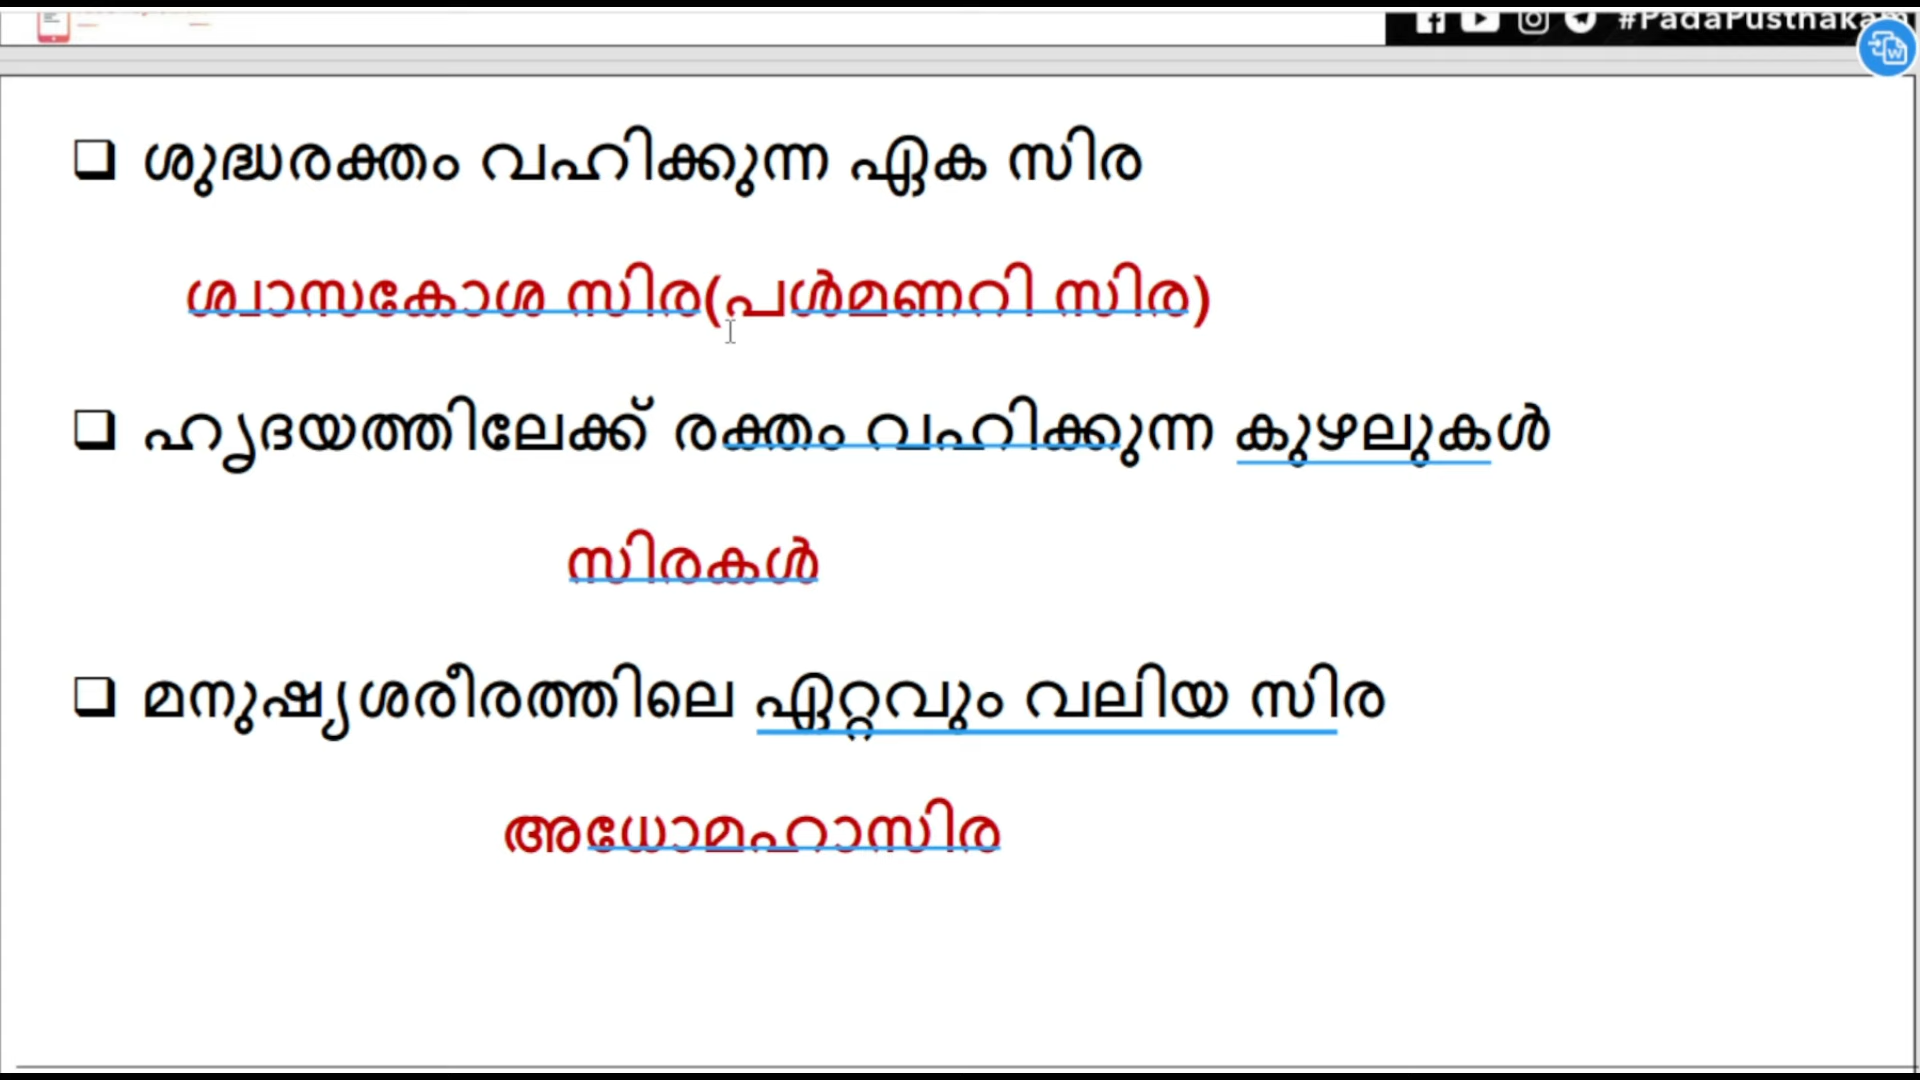 #PadaPusthakam
❑ ശുദ്ധരക്തം വഹിക്കുന്ന ഏക സിര
ശ്വാസകോശ സിര(പൾമണറി സിര)
❑ ഹൃദയത്തിലേക്ക് രക്തം വഹിക്കുന്ന കുഴലുകൾ
സിരകൾ
❑ മനുഷ്യശരീരത്തിലെ ഏറ്റവും വലിയ സിര
അധോമഹാസിര